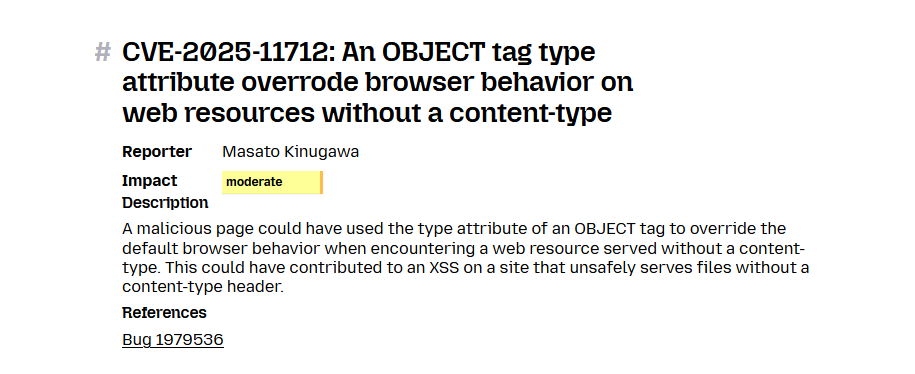 # CVE-2025-11712: An OBJECT tag type
attribute overrode browser behavior on
web resources without a content-type
Reporter Masato Kinugawa
Impact moderate
Description
A malicious page could have used the type attribute of an OBJECT tag to override the
default browser behavior when encountering a web resource served without a content-
type. This could have contributed to an XSS on a site that unsafely serves files without a
content-type header.
References
Bug 1979536